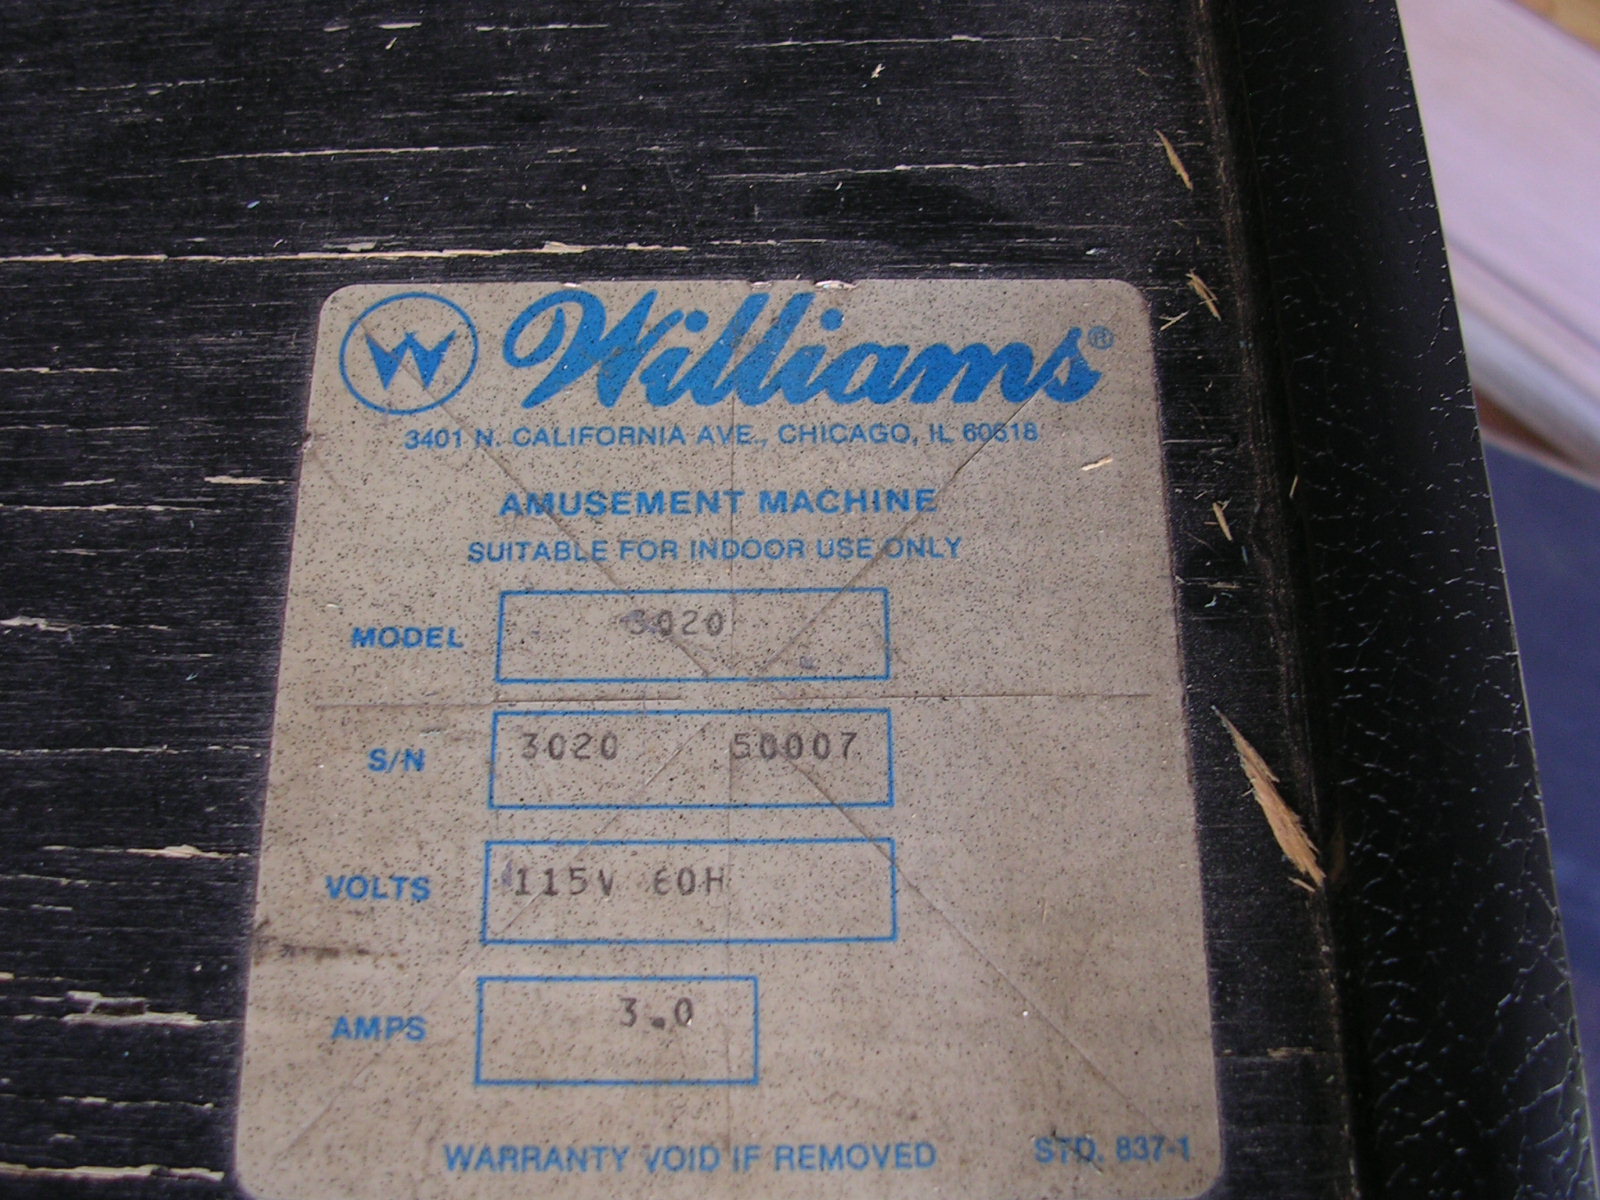 W Williams®
3401 N. CALIFORNIA AVE., CHICAGO, IL 60618
AMUSEMENT MACHINE
SUITABLE FOR INDOOR USE ONLY
MODEL 3020
S/N 3020 50007
VOLTS 115V 60H
AMPS 3.0
WARRANTY VOID IF REMOVED STD. 837-1